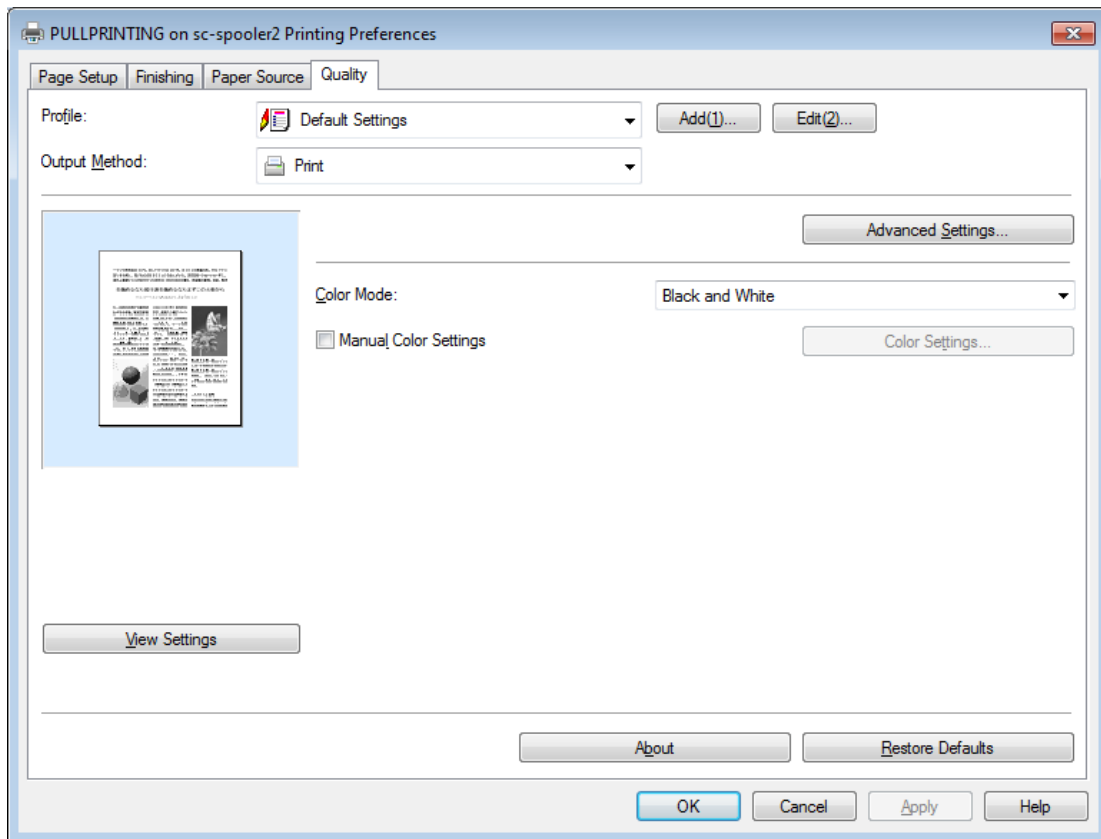 PULLPRINTING on sc-spooler2 Printing Preferences
Page Setup Finishing Paper Source Quality
Profile: Default Settings Add(1)... Edit(2)...
Output Method: Print
Advanced Settings...
Color Mode: Black and White
Manual Color Settings Color Settings...
View Settings
About Restore Defaults
OK Cancel Apply Help